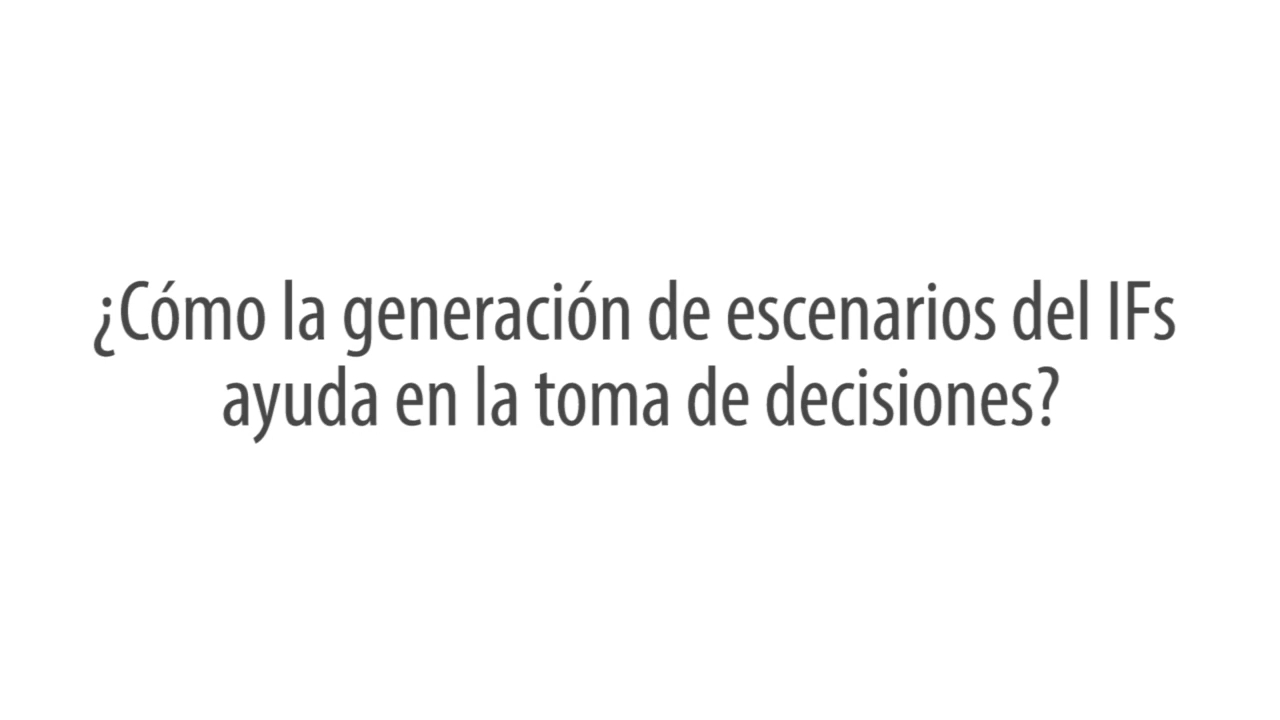 ¿Cómo la generación de escenarios del IFs
ayuda en la toma de decisiones?